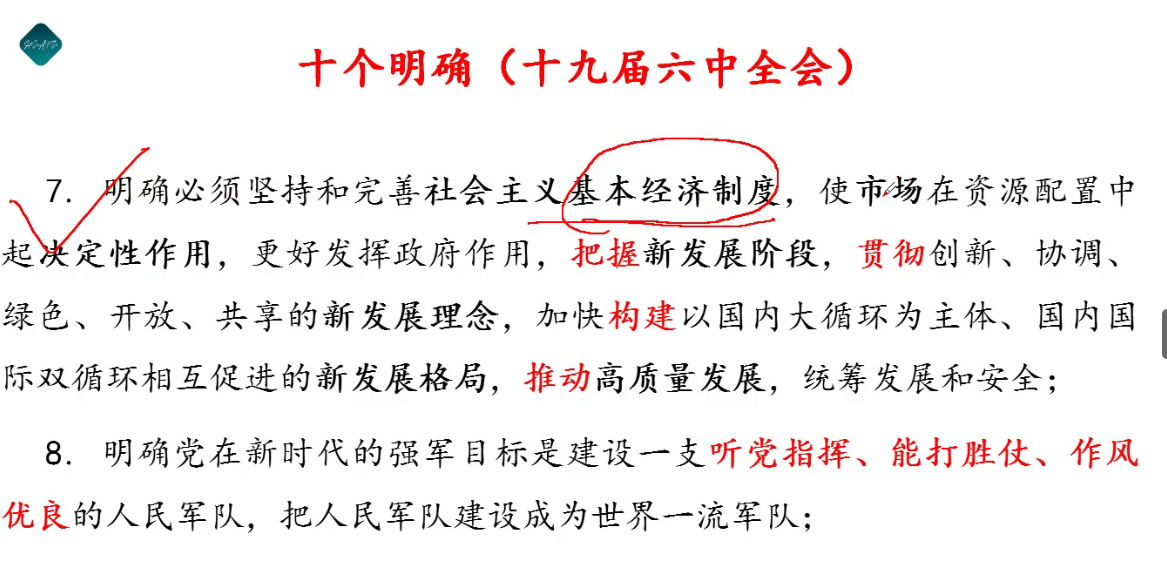 十个明确（十九届六中全会）
7. 明确必须坚持和完善社会主义基本经济制度，使市场在资源配置中
起决定性作用，更好发挥政府作用，把握新发展阶段，贯彻创新、协调、
绿色、开放、共享的新发展理念，加快构建以国内大循环为主体、国内国
际双循环相互促进的新发展格局，推动高质量发展，统筹发展和安全；
8. 明确党在新时代的强军目标是建设一支听党指挥、能打胜仗、作风
优良的人民军队，把人民军队建设成为世界一流军队；